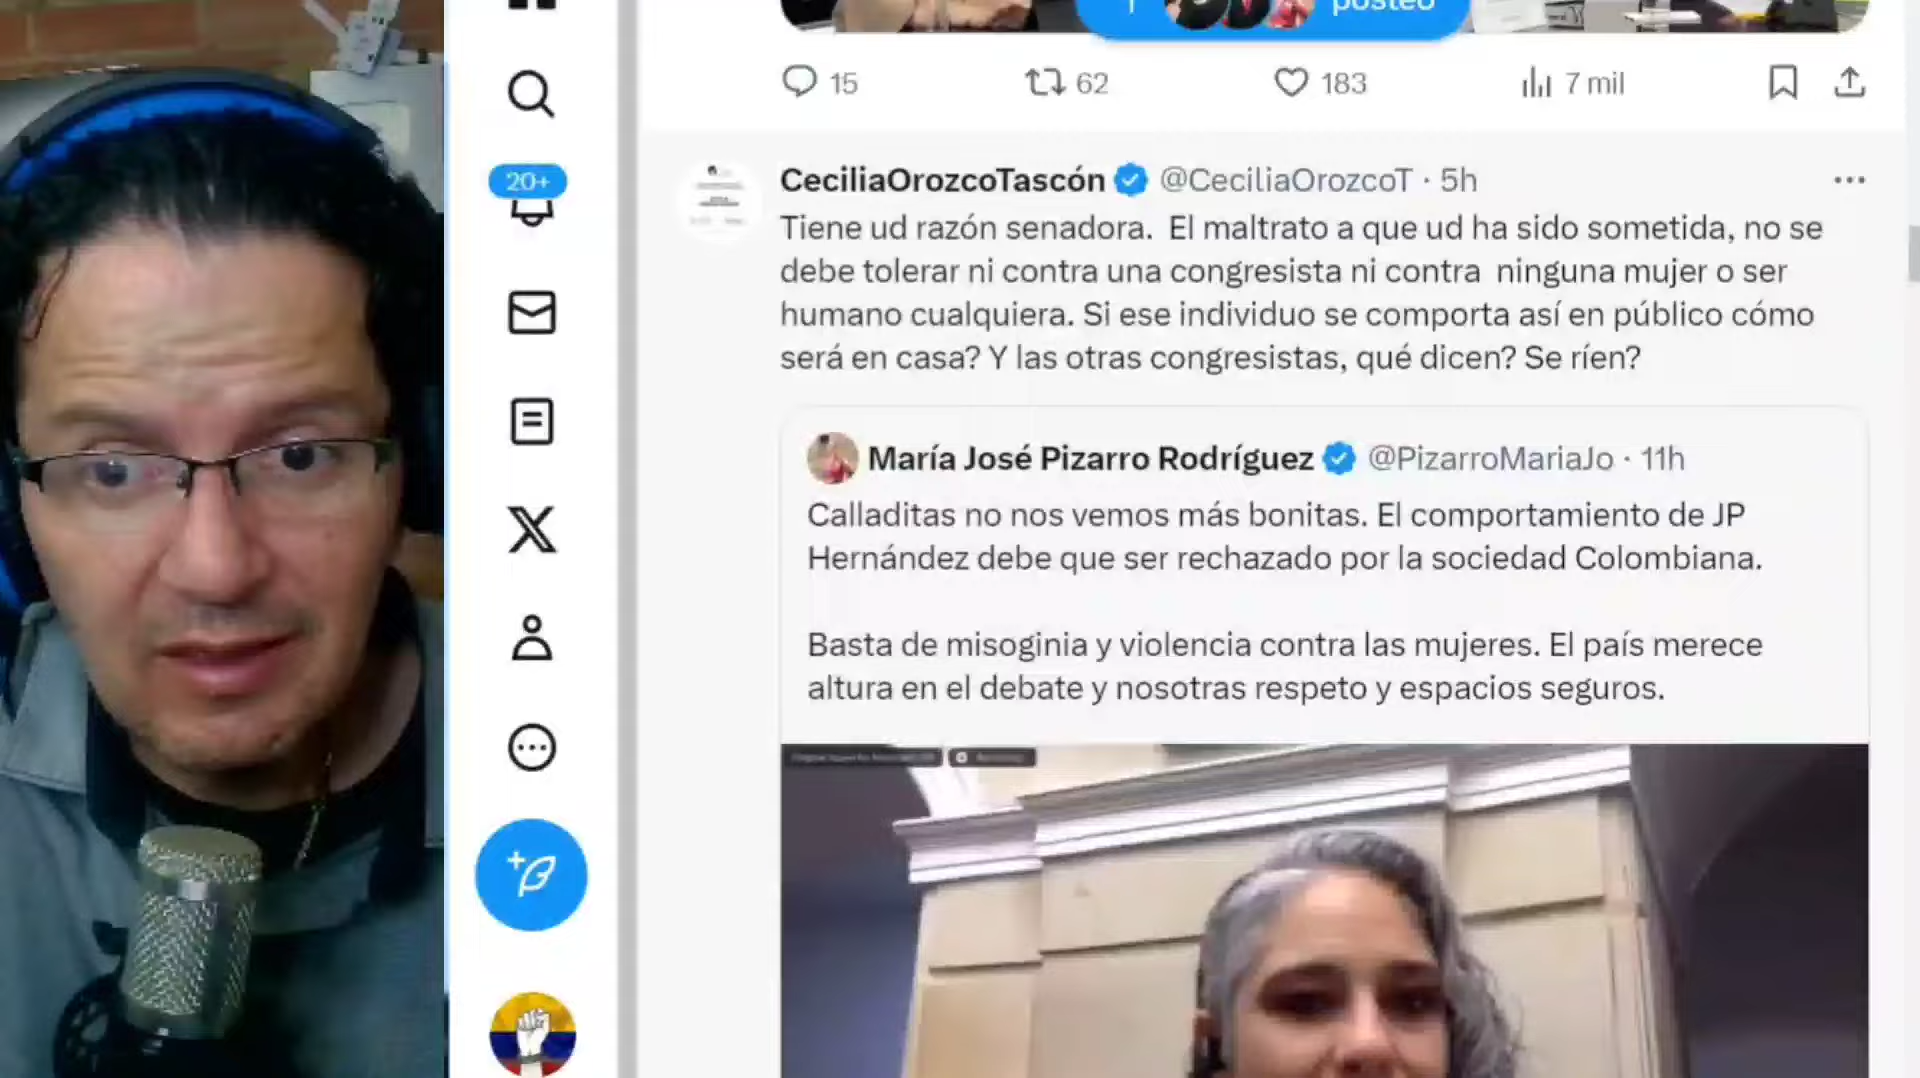 posteó
15 62 183 7 mil
20+
CeciliaOrozcoTascón @CeciliaOrozcoT · 5h
Tiene ud razón senadora. El maltrato a que ud ha sido sometida, no se
debe tolerar ni contra una congresista ni contra ninguna mujer o ser
humano cualquiera. Si ese individuo se comporta así en público cómo
será en casa? Y las otras congresistas, qué dicen? Se ríen?
María José Pizarro Rodríguez @PizarroMariaJo · 11h
Calladitas no nos vemos más bonitas. El comportamiento de JP
Hernández debe que ser rechazado por la sociedad Colombiana.
Basta de misoginia y violencia contra las mujeres. El país merece
altura en el debate y nosotras respeto y espacios seguros.